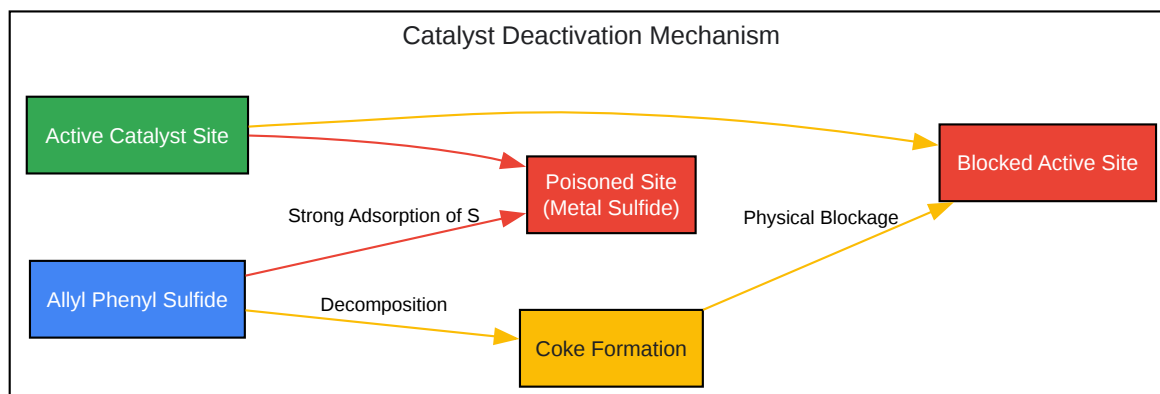 Catalyst Deactivation Mechanism
Active Catalyst Site
Blocked Active Site
Poisoned Site
(Metal Sulfide)
Strong Adsorption of S
Physical Blockage
Allyl Phenyl Sulfide
Decomposition
Coke Formation